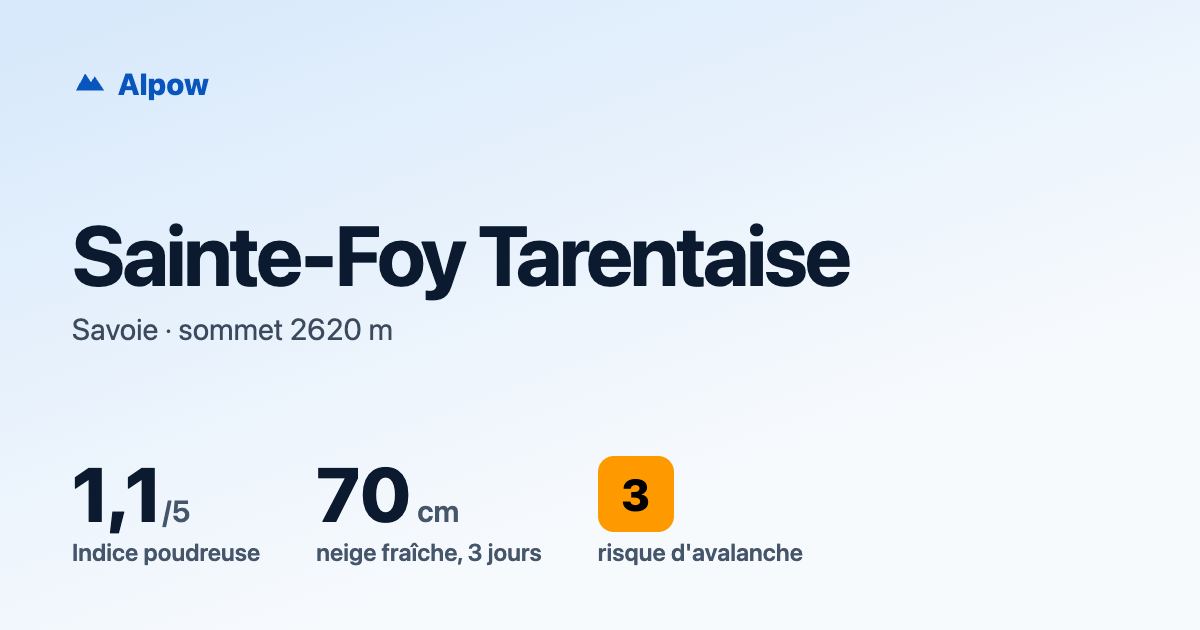 Alpow
Sainte-Foy Tarentaise
Savoie · sommet 2620 m
1,1/5
Indice poudreuse
70 cm
neige fraîche, 3 jours
3
risque d'avalanche